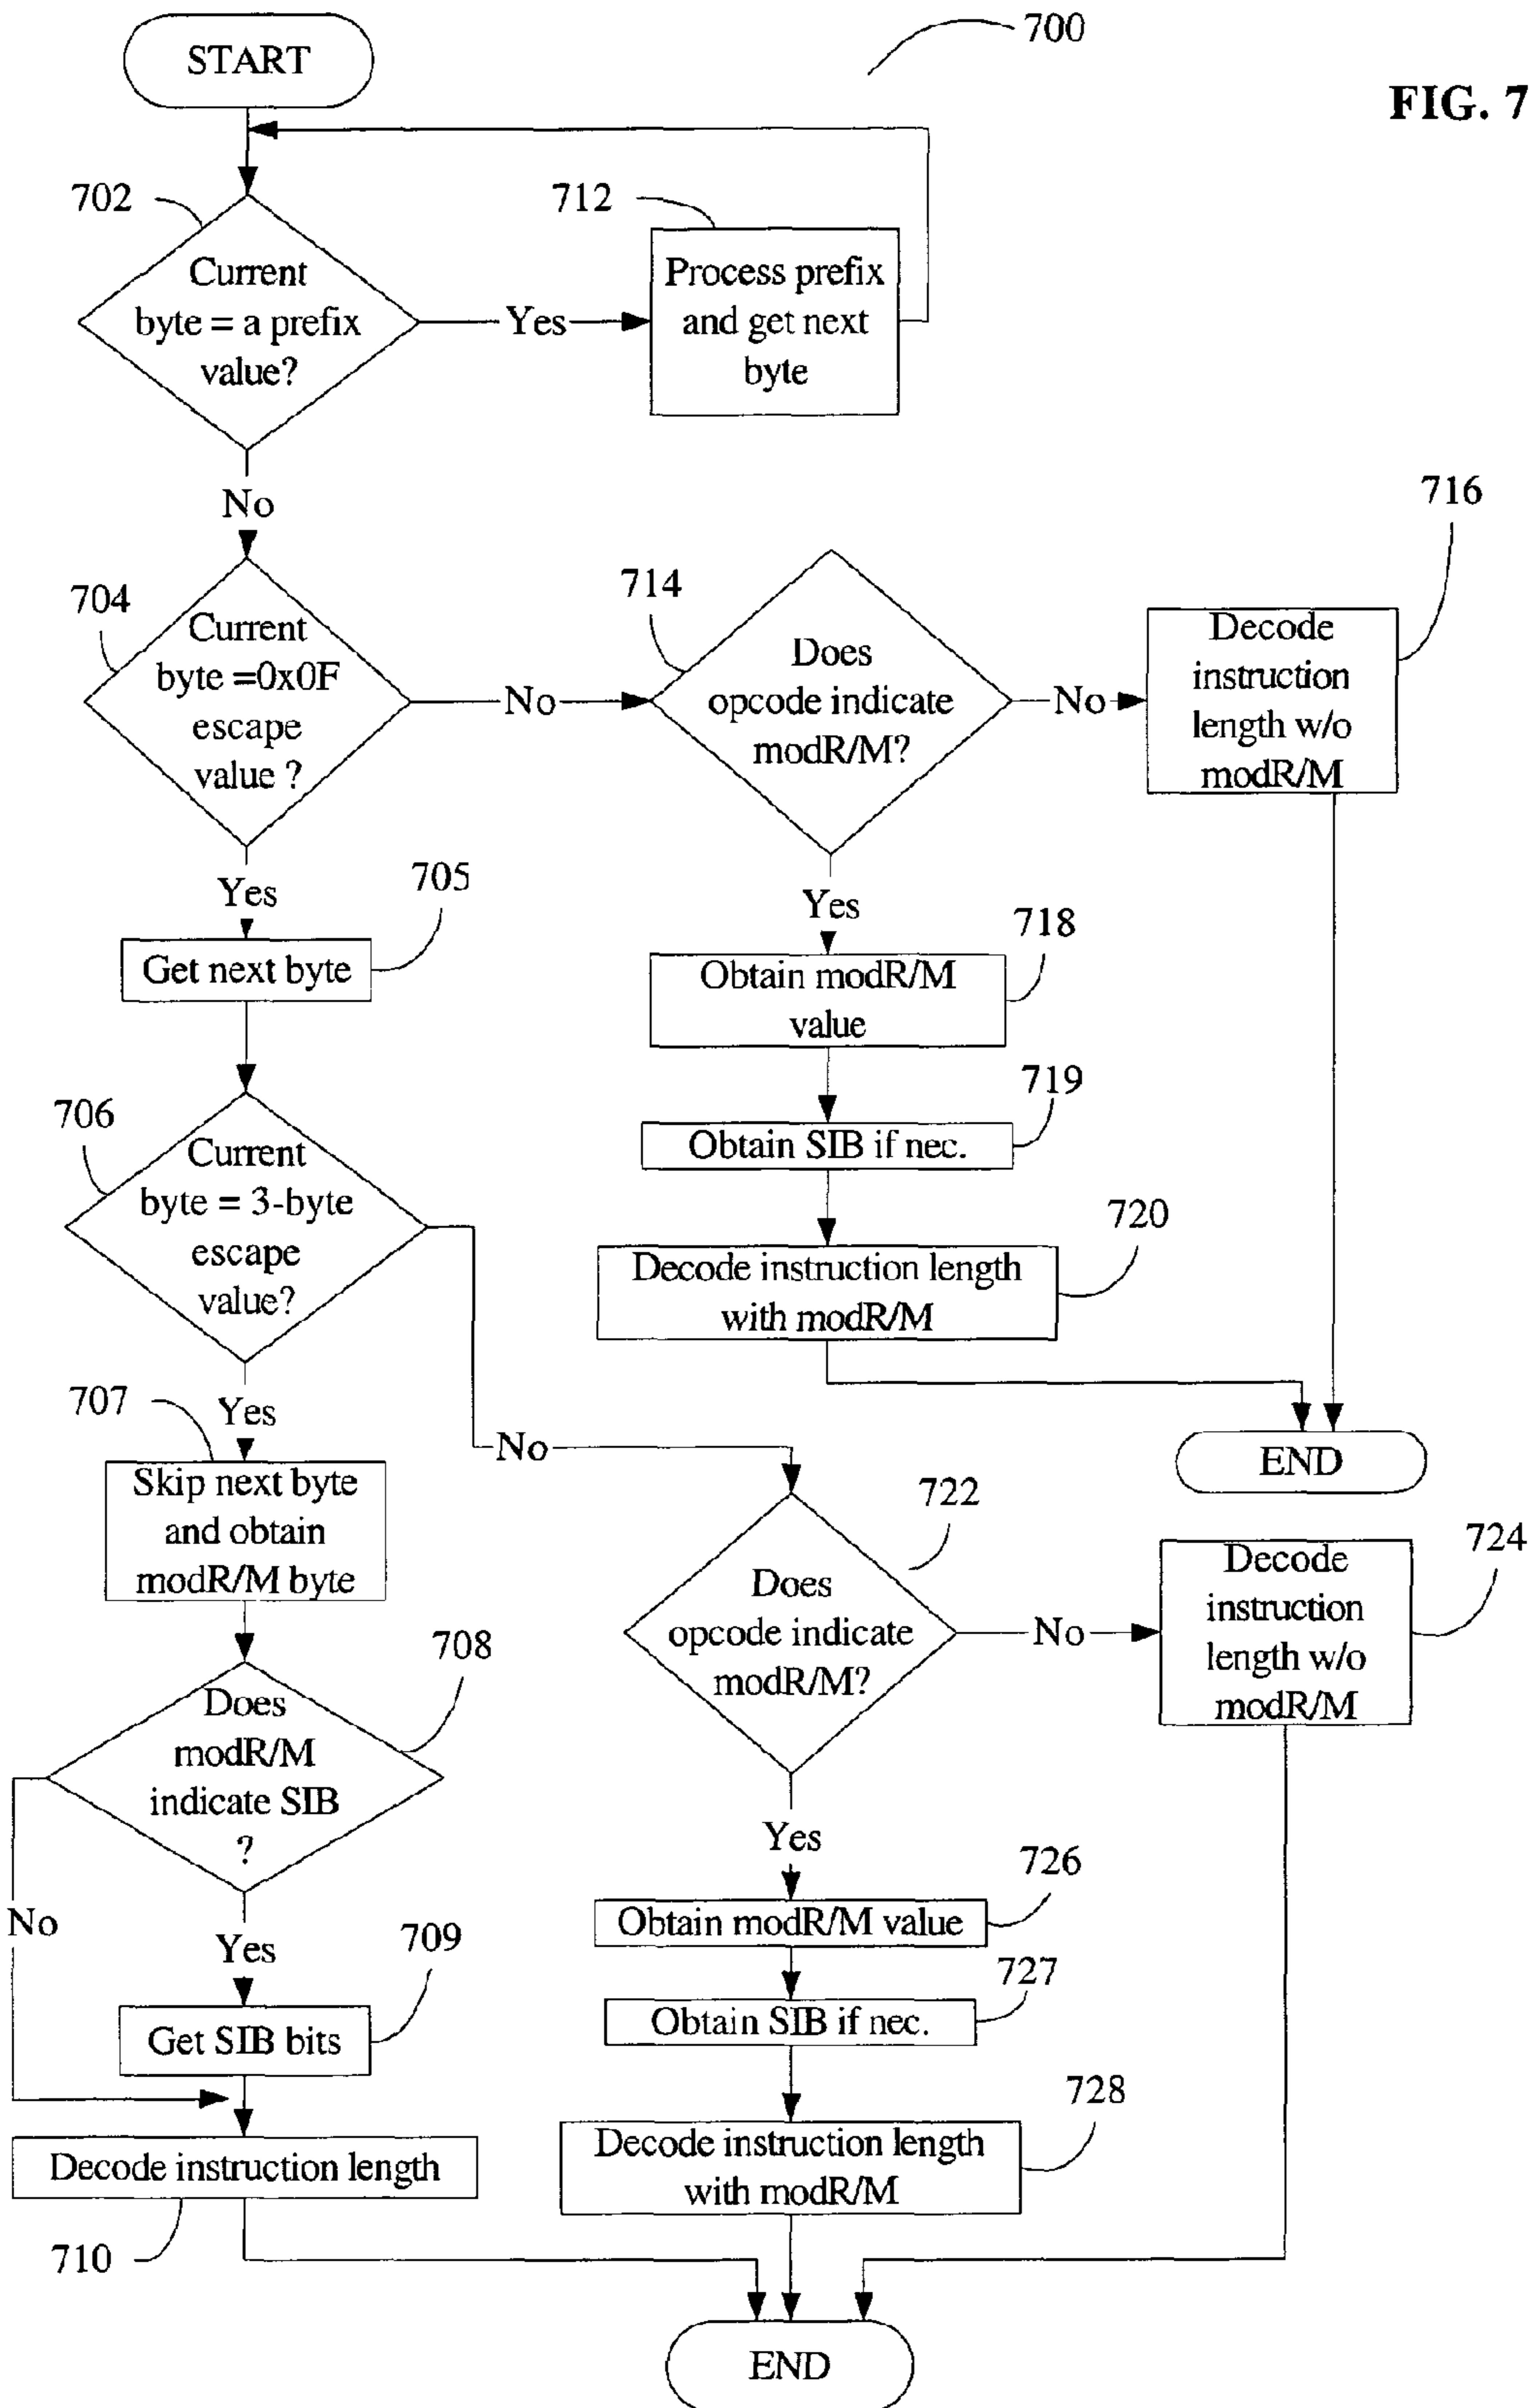 START
700
FIG. 7
702
Current
byte = a prefix
value?
Yes
712
Process prefix
and get next
byte
No
704
Current
byte =0x0F
escape
value ?
No
714
Does
opcode indicate
modR/M?
No
716
Decode
instruction
length w/o
modR/M
Yes
705
Get next byte
Yes
718
Obtain modR/M
value
719
Obtain SIB if nec.
720
Decode instruction length
with modR/M
END
706
Current
byte = 3-byte
escape
value?
No
Yes
707
Skip next byte
and obtain
modR/M byte
722
Does
opcode indicate
modR/M?
No
724
Decode
instruction
length w/o
modR/M
708
Does
modR/M
indicate SIB
?
No
Yes
709
Get SIB bits
Decode instruction length
710
Yes
726
Obtain modR/M value
727
Obtain SIB if nec.
728
Decode instruction length
with modR/M
END